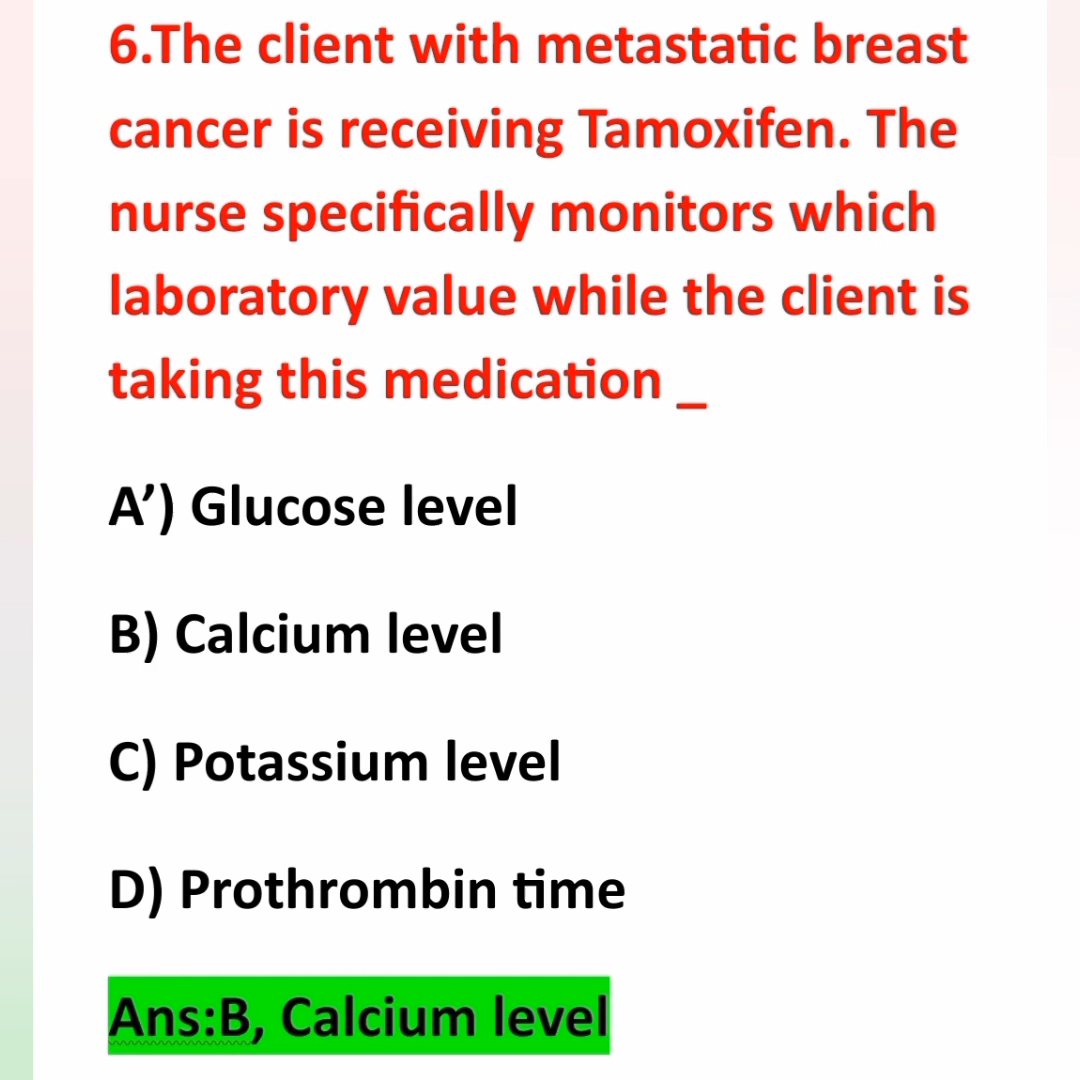 6.The client with metastatic breast
cancer is receiving Tamoxifen. The
nurse specifically monitors which
laboratory value while the client is
taking this medication _
A’) Glucose level
B) Calcium level
C) Potassium level
D) Prothrombin time
Ans:B, Calcium level